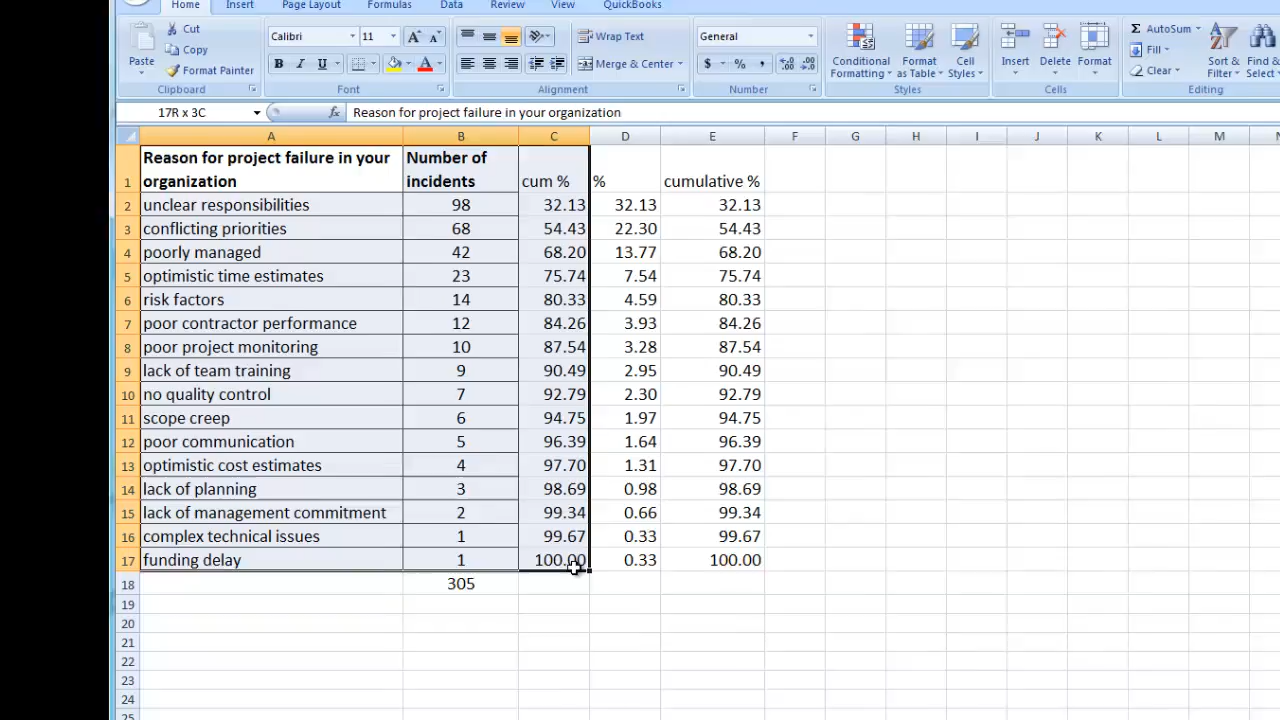 Home Insert Page Layout Formulas Data Review View QuickBooks
Cut
Copy
Format Painter
Paste
Clipboard
Calibri 11 A A
B I U A
Font
Wrap Text
Merge & Center
Alignment
General
$ % ,
Number
Conditional Formatting
Format as Table
Cell Styles
Styles
Insert
Delete
Format
Cells
Σ AutoSum
Fill
Clear
Sort & Filter
Find &
Editing
17R x 3C fx Reason for project failure in your organization
A B C D E F G H I J K L M
Reason for project failure in your Number of
1 organization incidents cum % % cumulative %
2 unclear responsibilities 98 32.13 32.13 32.13
3 conflicting priorities 68 54.43 22.30 54.43
4 poorly managed 42 68.20 13.77 68.20
5 optimistic time estimates 23 75.74 7.54 75.74
6 risk factors 14 80.33 4.59 80.33
7 poor contractor performance 12 84.26 3.93 84.26
8 poor project monitoring 10 87.54 3.28 87.54
9 lack of team training 9 90.49 2.95 90.49
10 no quality control 7 92.79 2.30 92.79
11 scope creep 6 94.75 1.97 94.75
12 poor communication 5 96.39 1.64 96.39
13 optimistic cost estimates 4 97.70 1.31 97.70
14 lack of planning 3 98.69 0.98 98.69
15 lack of management commitment 2 99.34 0.66 99.34
16 complex technical issues 1 99.67 0.33 99.67
17 funding delay 1 100.00 0.33 100.00
18 305
19
20
21
22
23
24
25